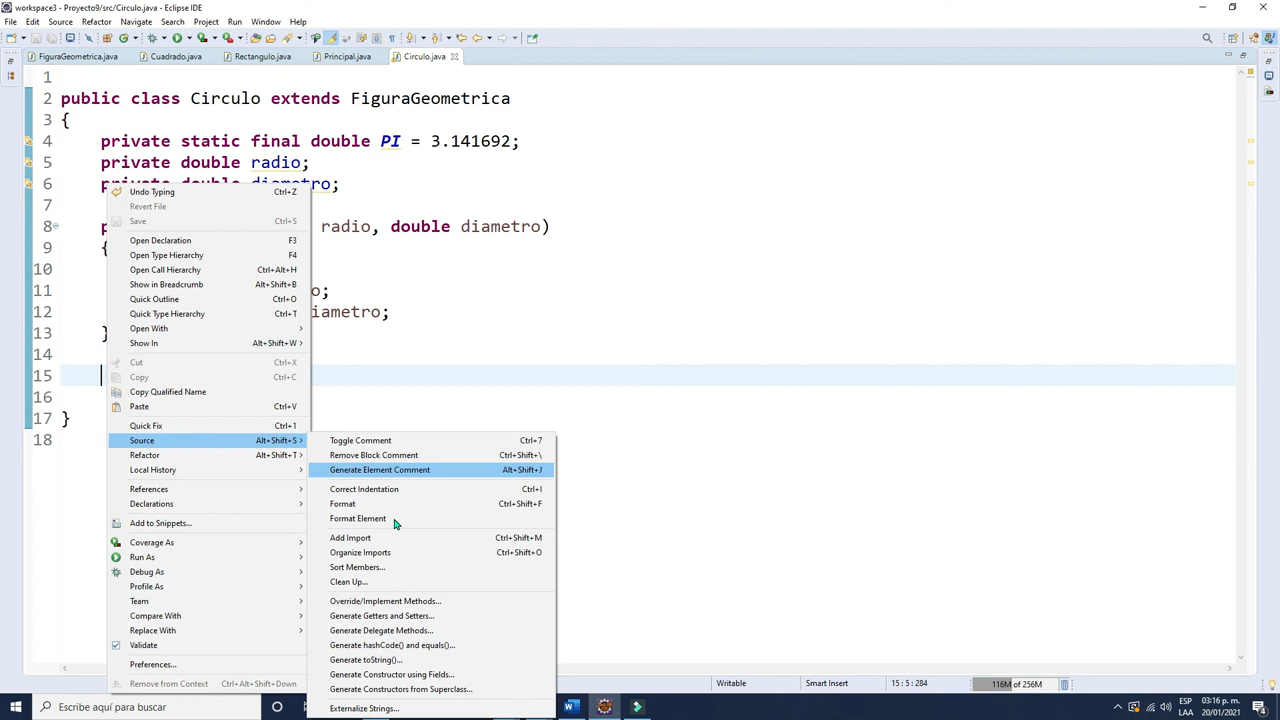 workspace3 - Proyecto9/src/Circulo.java - Eclipse IDE
File Edit Source Refactor Navigate Search Project Run Window Help
FiguraGeometrica.java Cuadrado.java Rectangulo.java Principal.java Circulo.java
1
2 public class Circulo extends FiguraGeometrica
3 {
4 private static final double PI = 3.141692;
5 private double radio;
6 private double diametro;
7
8 radio, double diametro)
9 {
10
11 o;
12 iametro;
13 }
14
15
16
17 }
18
Undo Typing Ctrl+Z
Revert File
Save Ctrl+S
Open Declaration F3
Open Type Hierarchy F4
Open Call Hierarchy Ctrl+Alt+H
Show in Breadcrumb Alt+Shift+B
Quick Outline Ctrl+O
Quick Type Hierarchy Ctrl+T
Open With
Show In Alt+Shift+W
Cut Ctrl+X
Copy Ctrl+C
Copy Qualified Name
Paste Ctrl+V
Quick Fix Ctrl+1
Source Alt+Shift+S
Refactor Alt+Shift+T
Local History
References
Declarations
Add to Snippets...
Coverage As
Run As
Debug As
Profile As
Team
Compare With
Replace With
Validate
Preferences...
Remove from Context Ctrl+Alt+Shift+Down
Toggle Comment Ctrl+7
Remove Block Comment Ctrl+Shift+\
Generate Element Comment Alt+Shift+J
Correct Indentation Ctrl+I
Format Ctrl+Shift+F
Format Element
Add Import Ctrl+Shift+M
Organize Imports Ctrl+Shift+O
Sort Members...
Clean Up...
Override/Implement Methods...
Generate Getters and Setters...
Generate Delegate Methods...
Generate hashCode() and equals()...
Generate toString()...
Generate Constructor using Fields...
Generate Constructors from Superclass...
Externalize Strings...
Writable Smart Insert 15 : 5 : 284 116M of 256M
Escribe aquí para buscar
ESP 03:16 p. m.
LAA 20/01/2021